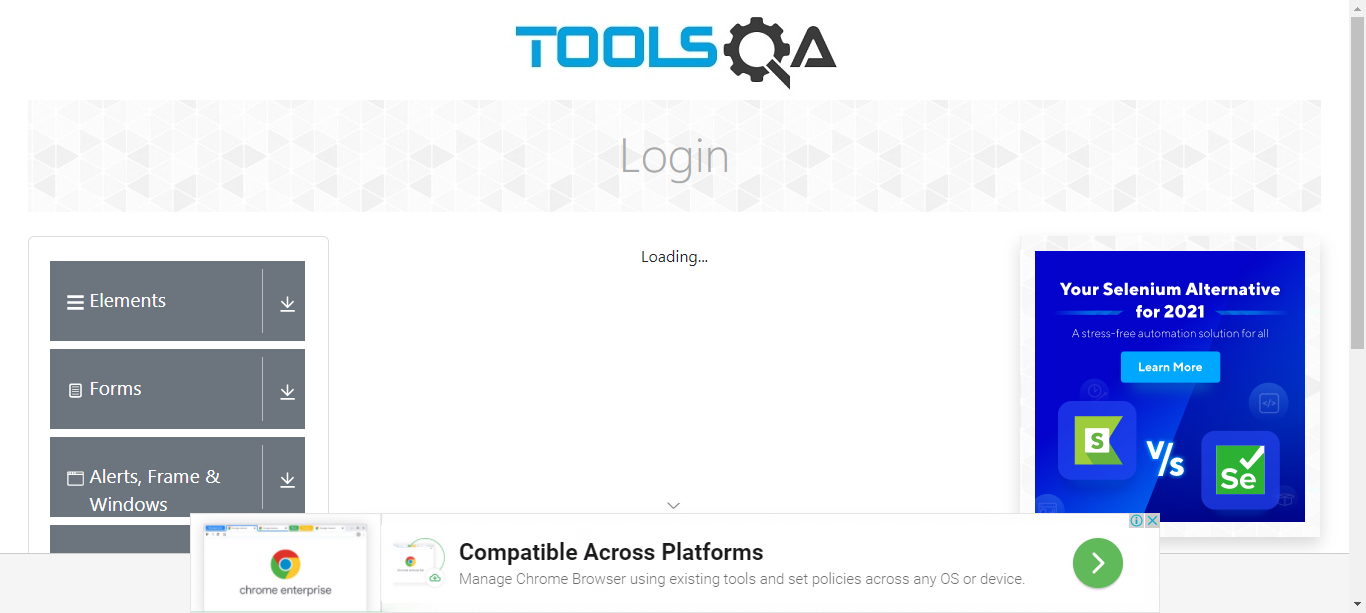 TOOLSQA
Login
Elements
Forms
Alerts, Frame &
Windows
Loading...
Your Selenium Alternative
for 2021
A stress-free automation solution for all
Learn More
S
V/s
Se
chrome enterprise
Compatible Across Platforms
Manage Chrome Browser using existing tools and set policies across any OS or device.